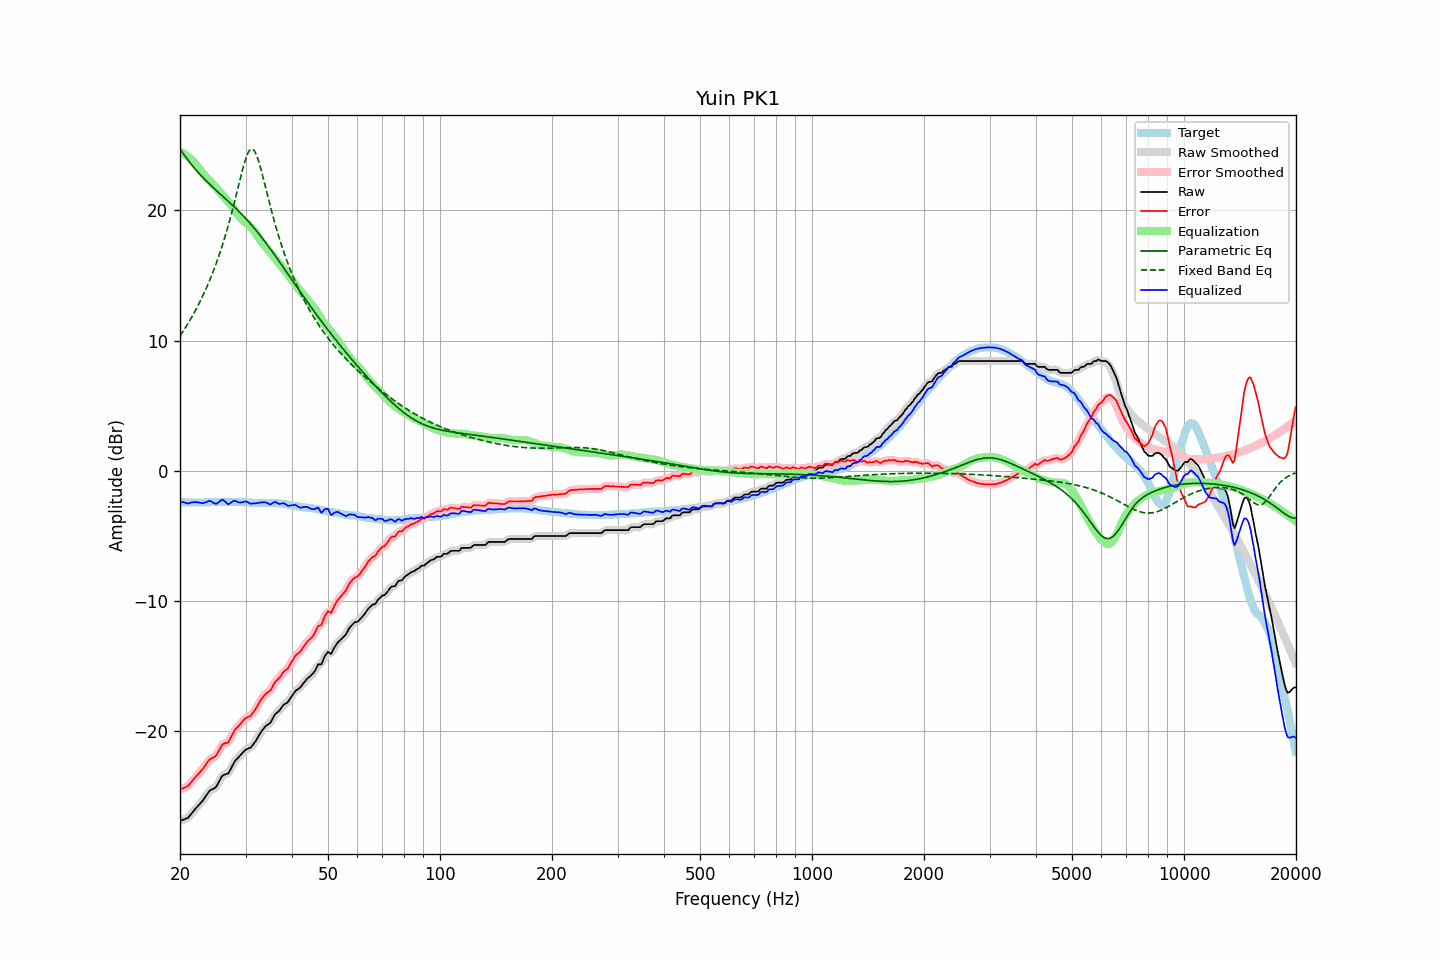 Yuin PK1
Target
Raw Smoothed
Error Smoothed
Raw
Error
Equalization
Parametric Eq
Fixed Band Eq
Equalized
Amplitude (dBr)
20
10
0
−10
−20
20 50 100 200 500 1000 2000 5000 10000 20000
Frequency (Hz)